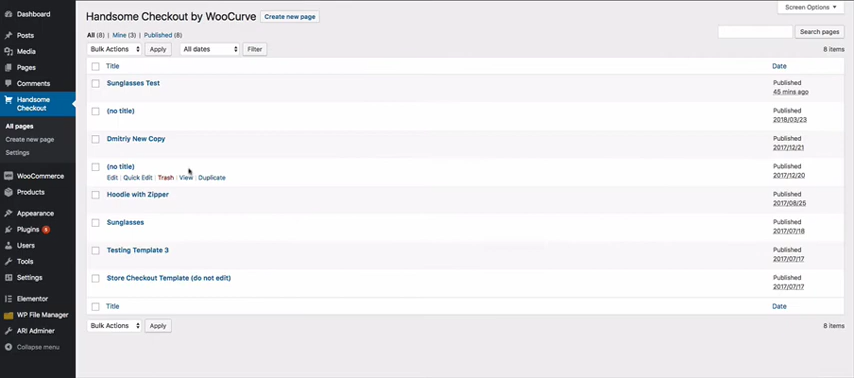 Dashboard
Posts
Media
Pages
Comments
Handsome
Checkout
All pages
Create new page
Settings
WooCommerce
Products
Appearance
Plugins 5
Users
Tools
Settings
Elementor
WP File Manager
ARI Adminer
Collapse menu
Screen Options
Handsome Checkout by WooCurve Create new page
All (8) | Mine (3) | Published (8)
Search pages
Bulk Actions Apply All dates Filter
8 items
Title Date
Sunglasses Test Published
45 mins ago
(no title) Published
2018/03/23
Dmitriy New Copy Published
2017/12/21
(no title) Published
Edit | Quick Edit | Trash | View | Duplicate 2017/12/20
Hoodie with Zipper Published
2017/08/25
Sunglasses Published
2017/07/18
Testing Template 3 Published
2017/07/17
Store Checkout Template (do not edit) Published
2017/07/17
Title Date
Bulk Actions Apply
8 items